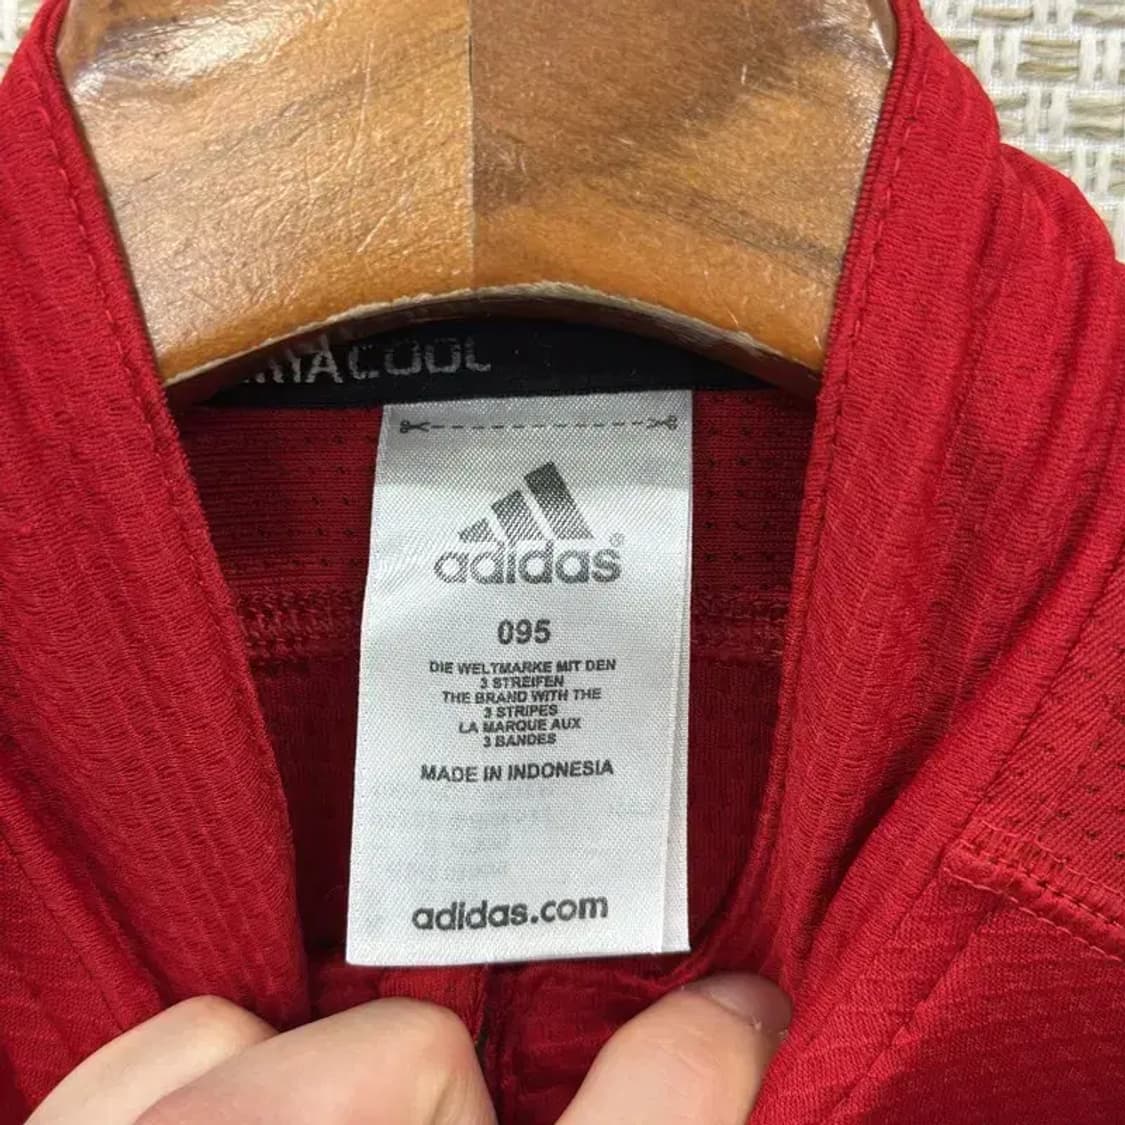 adidas®
095
DIE WELTMARKE MIT DEN
3 STREIFEN
THE BRAND WITH THE
3 STRIPES
LA MARQUE AUX
3 BANDES
MADE IN INDONESIA
adidas.com